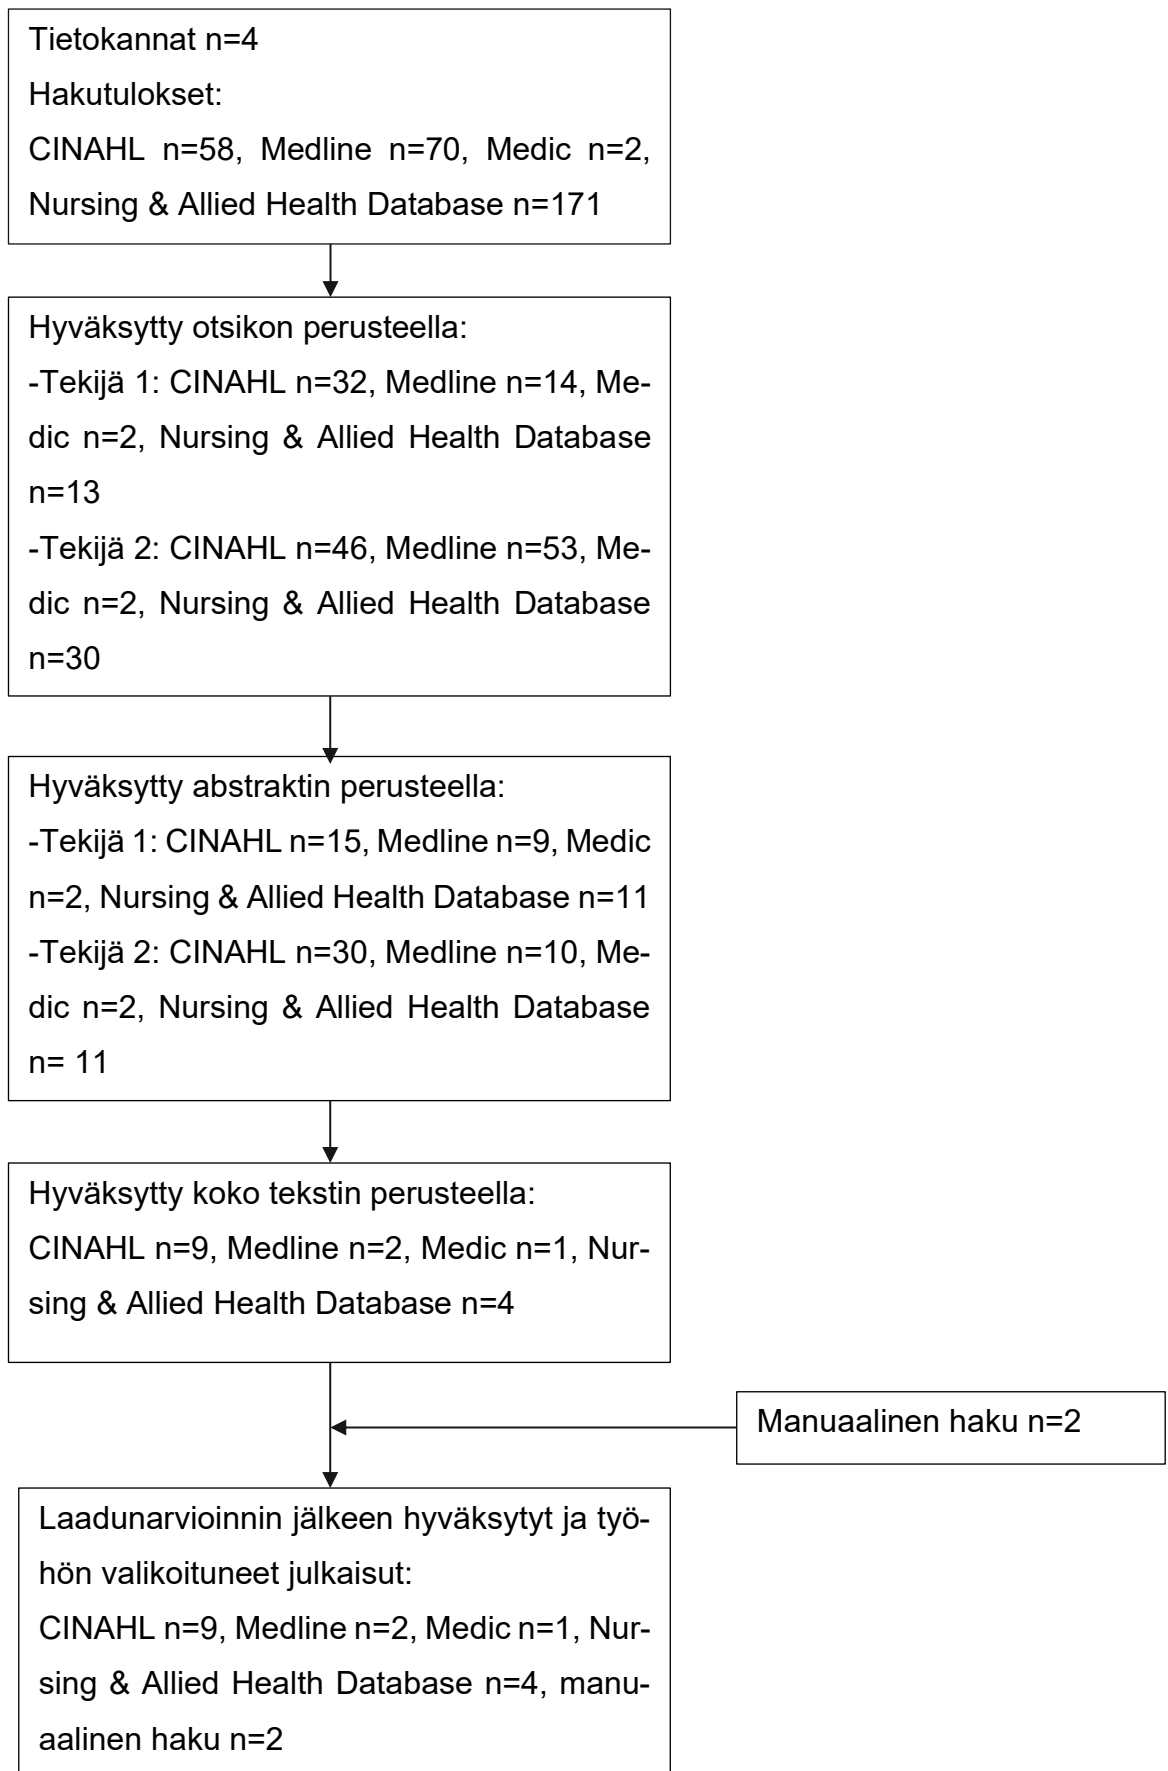 Tietokannat n=4
Hakutulokset:
CINAHL n=58, Medline n=70, Medic n=2,
Nursing & Allied Health Database n=171
Hyväksytty otsikon perusteella:
-Tekijä 1: CINAHL n=32, Medline n=14, Me-
dic n=2, Nursing & Allied Health Database
n=13
-Tekijä 2: CINAHL n=46, Medline n=53, Me-
dic n=2, Nursing & Allied Health Database
n=30
Hyväksytty abstraktin perusteella:
-Tekijä 1: CINAHL n=15, Medline n=9, Medic
n=2, Nursing & Allied Health Database n=11
-Tekijä 2: CINAHL n=30, Medline n=10, Me-
dic n=2, Nursing & Allied Health Database
n= 11
Hyväksytty koko tekstin perusteella:
CINAHL n=9, Medline n=2, Medic n=1, Nur-
sing & Allied Health Database n=4
Manuaalinen haku n=2
Laadunarvioinnin jälkeen hyväksytyt ja työ-
hön valikoituneet julkaisut:
CINAHL n=9, Medline n=2, Medic n=1, Nur-
sing & Allied Health Database n=4, manu-
aalinen haku n=2